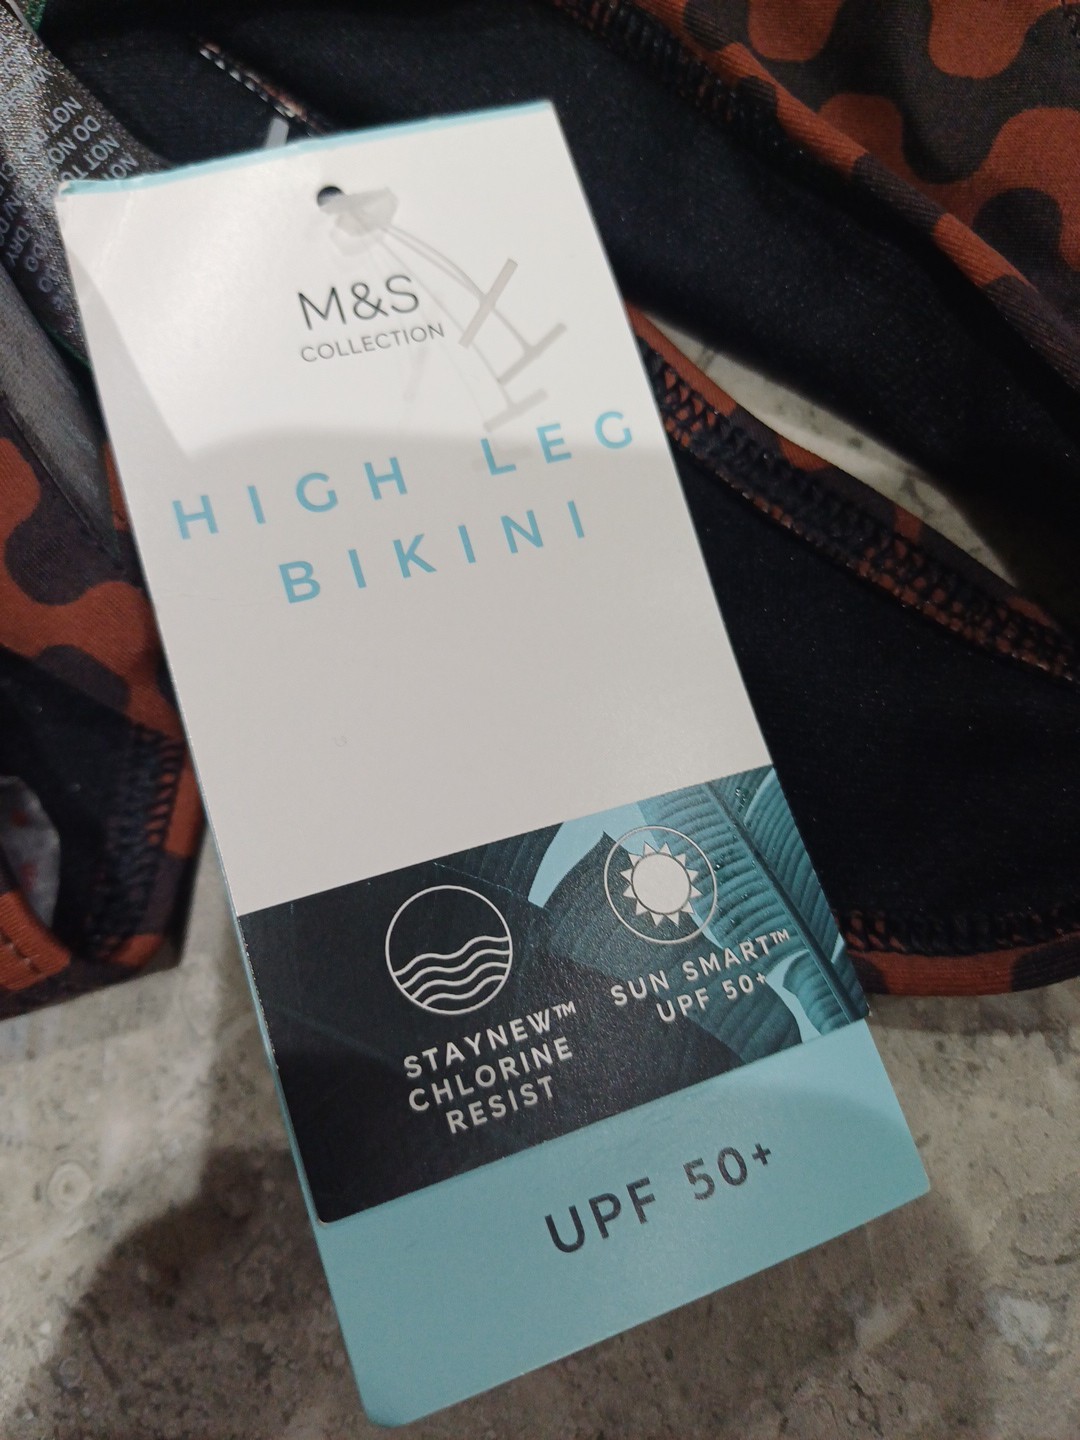 M&S
COLLECTION
HIGH LEG
BIKINI
STAYNEW™
CHLORINE
RESIST
SUN SMART™
UPF 50+
UPF 50+